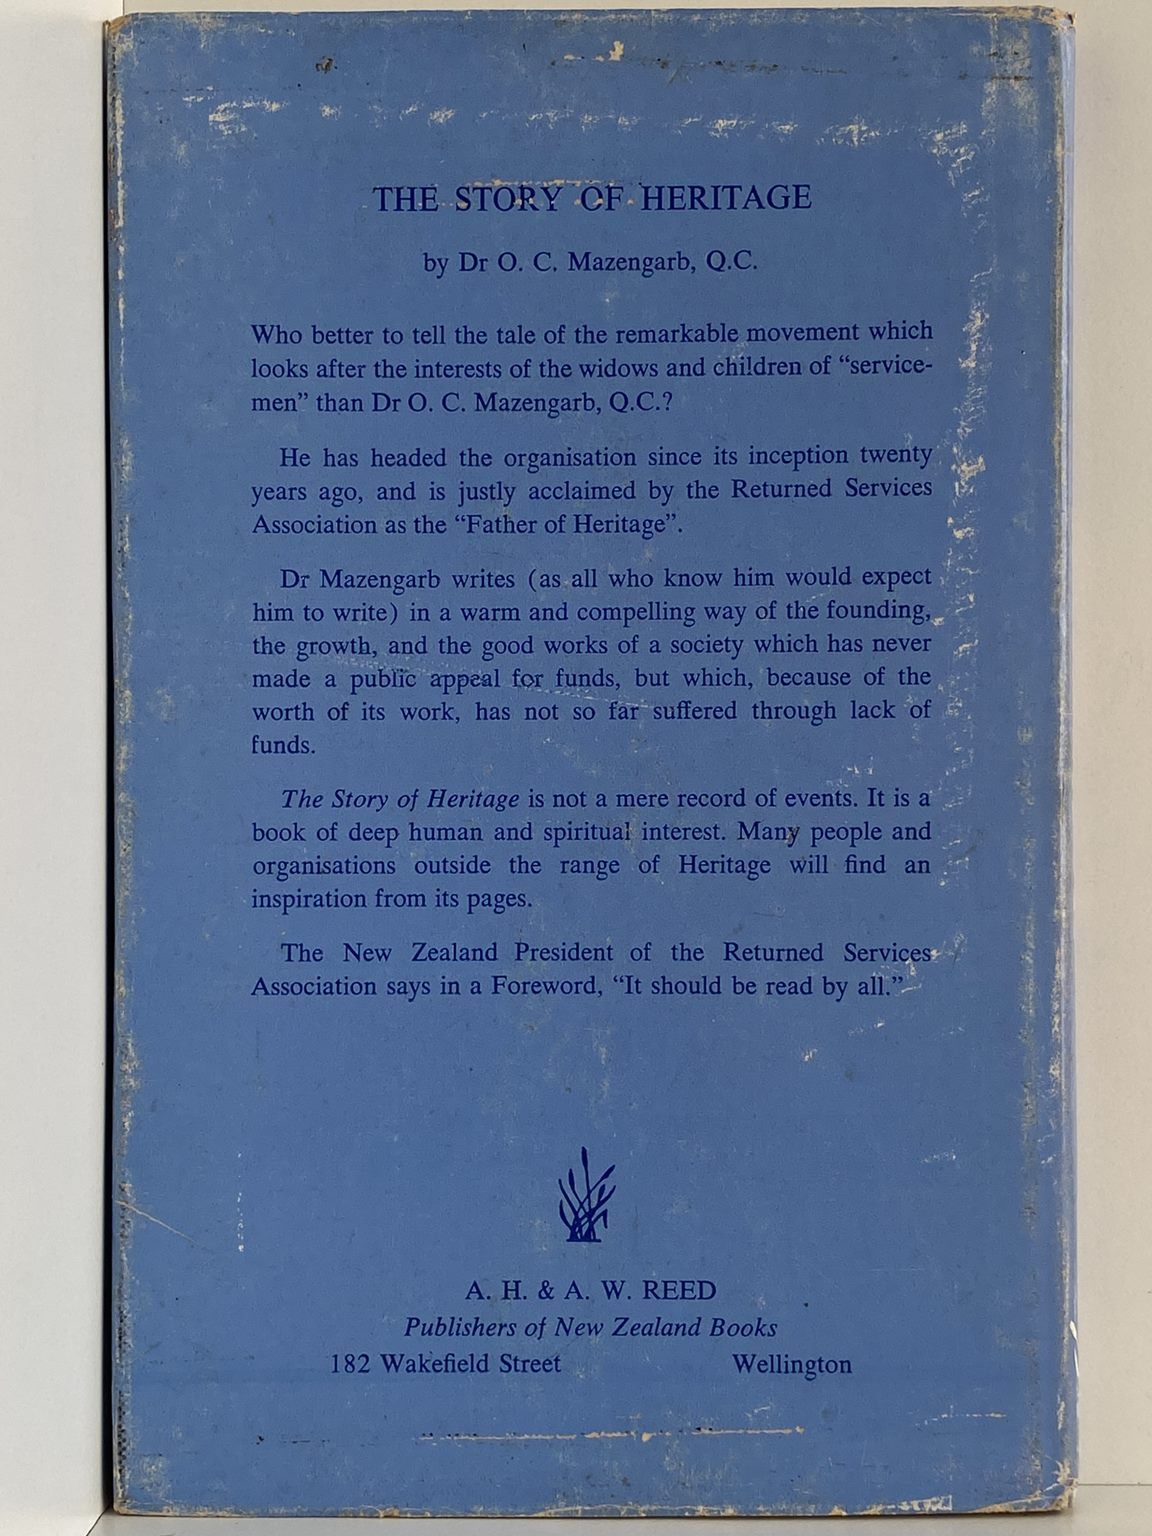 THE STORY OF HERITAGE
by Dr O. C. Mazengarb, Q.C.
Who better to tell the tale of the remarkable movement which
looks after the interests of the widows and children of “service-
men” than Dr O. C. Mazengarb, Q.C.?
He has headed the organisation since its inception twenty
years ago, and is justly acclaimed by the Returned Services
Association as the “Father of Heritage”.
Dr Mazengarb writes (as all who know him would expect
him to write) in a warm and compelling way of the founding,
the growth, and the good works of a society which has never
made a public appeal for funds, but which, because of the
worth of its work, has not so far suffered through lack of
funds.
The Story of Heritage is not a mere record of events. It is a
book of deep human and spiritual interest. Many people and
organisations outside the range of Heritage will find an
inspiration from its pages.
The New Zealand President of the Returned Services
Association says in a Foreword, “It should be read by all.”
A. H. & A. W. REED
Publishers of New Zealand Books
182 Wakefield Street Wellington